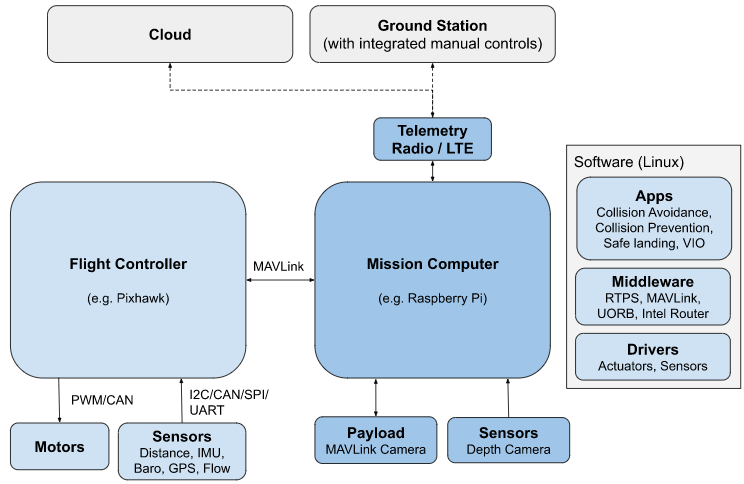 Cloud
Ground Station
(with integrated manual controls)
Telemetry
Radio / LTE
Flight Controller
(e.g. Pixhawk)
MAVLink
Mission Computer
(e.g. Raspberry Pi)
PWM/CAN
I2C/CAN/SPI/
UART
Motors
Sensors
Distance, IMU,
Baro, GPS, Flow
Payload
MAVLink Camera
Sensors
Depth Camera
Software (Linux)
Apps
Collision Avoidance,
Collision Prevention,
Safe landing, VIO
Middleware
RTPS, MAVLink,
UORB, Intel Router
Drivers
Actuators, Sensors